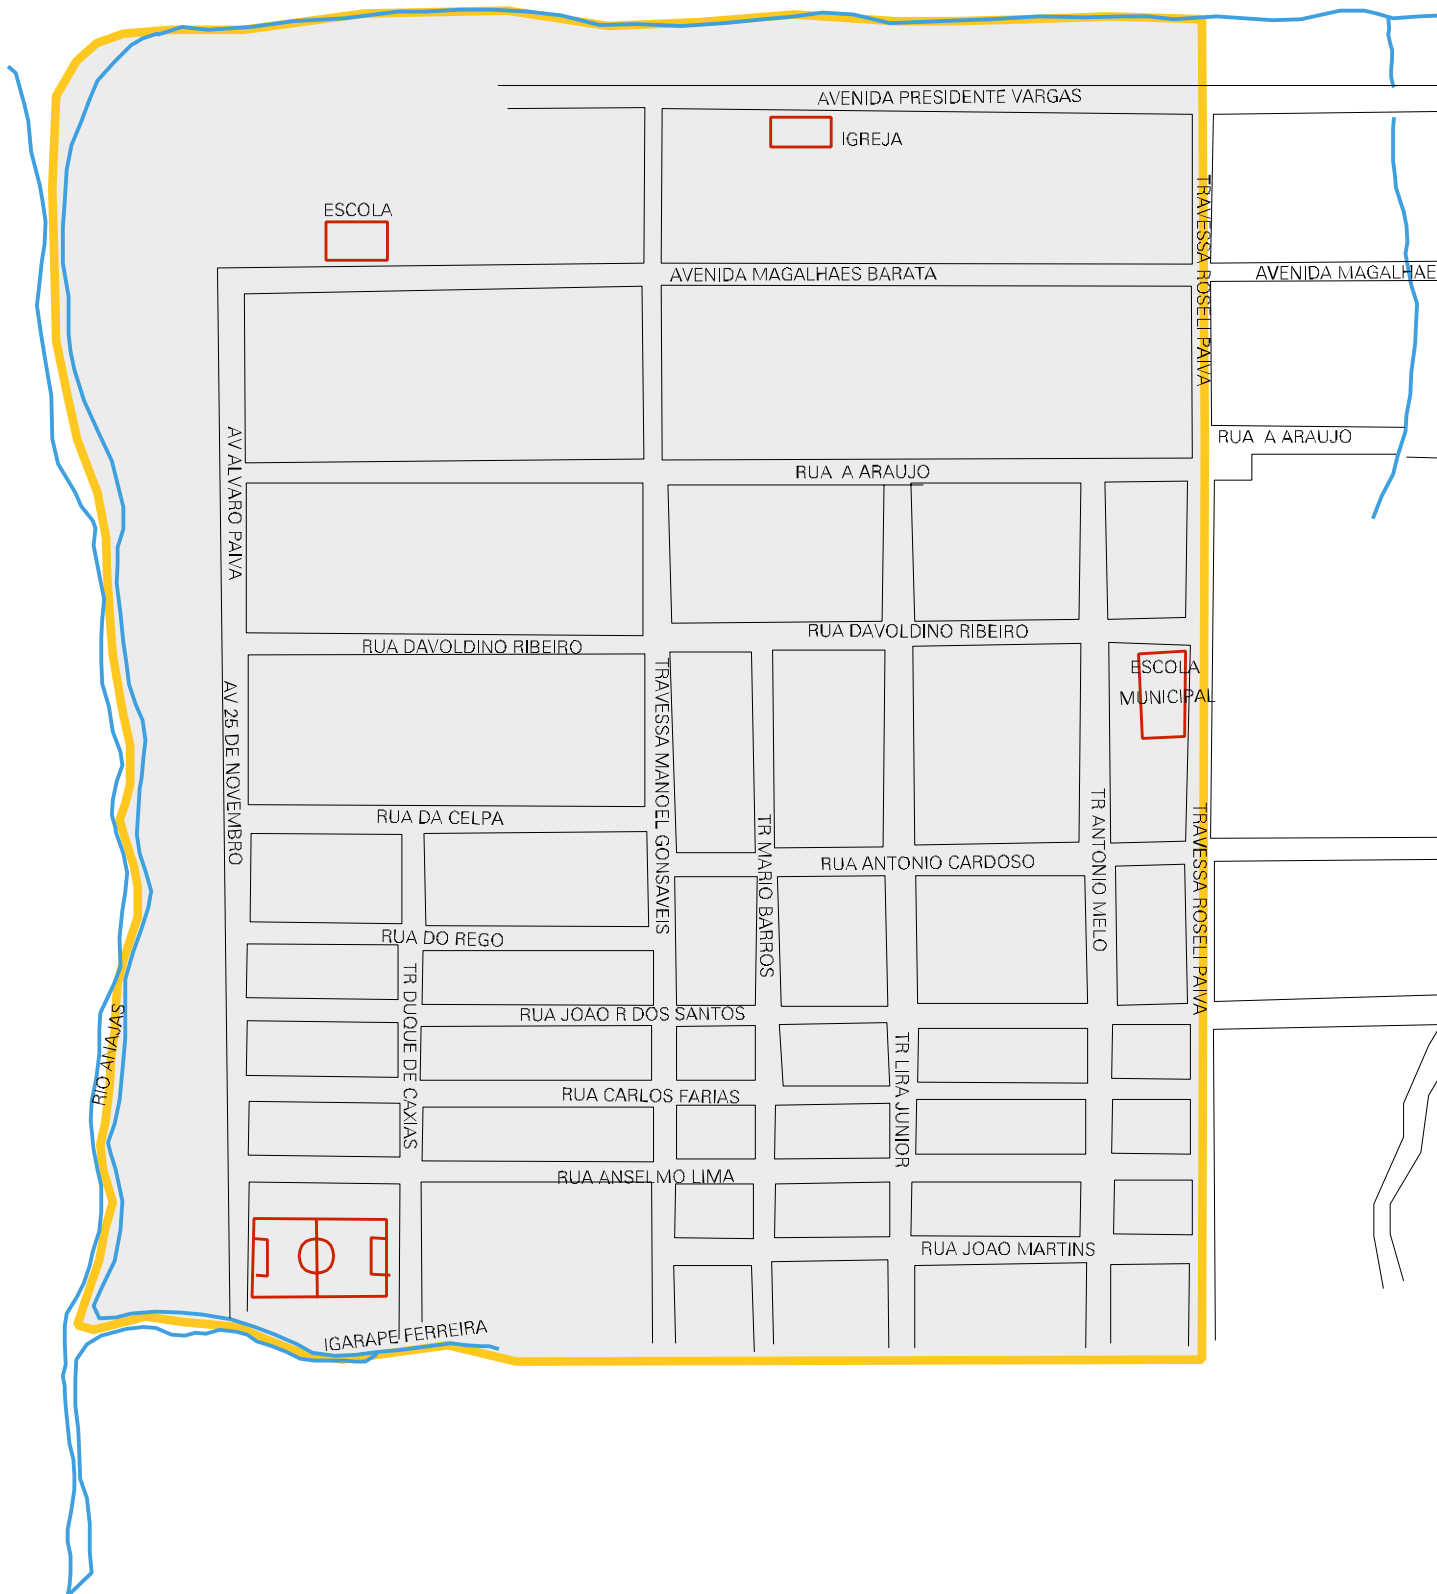 AVENIDA PRESIDENTE VARGAS
IGREJA
ESCOLA
TRAVESSA ROSELI PAIVA
AVENIDA MAGALHAES BARATA
AVENIDA MAGALHAE
AV ALVARO PAIVA
RUA A ARAUJO
RUA A ARAUJO
RUA DAVOLDINO RIBEIRO
RUA DAVOLDINO RIBEIRO
ESCOLA
MUNICIPAL
TRAVESSA MANOEL GONSAVEIS
AV 25 DE NOVEMBRO
TR ANTONIO MELO
TRAVESSA ROSELI PAIVA
RUA DA CELPA
TR MARIO BARROS
RUA ANTONIO CARDOSO
RUA DO REGO
TR DUQUE DE CAXIAS
RIO ANAJAS
RUA JOAO R DOS SANTOS
TR LIRA JUNIOR
RUA CARLOS FARIAS
RUA ANSELMO LIMA
RUA JOAO MARTINS
IGARAPE FERREIRA